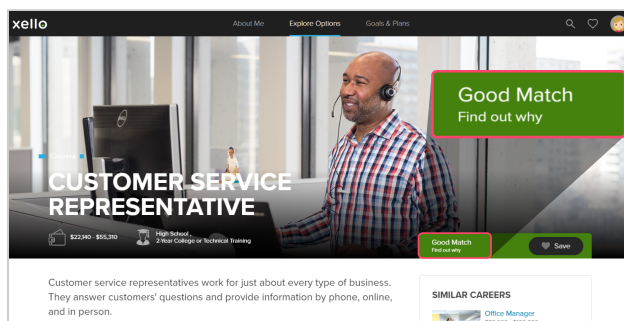 xello
About Me
Explore Options
Goals & Plans
Good Match
Find out why
CUSTOMER SERVICE
REPRESENTATIVE
$22,140 - $55,310
High School ,
2-Year College or Technical Training
Good Match
Find out why
Save
Customer service representatives work for just about every type of business.
They answer customers' questions and provide information by phone, online,
and in person.
SIMILAR CAREERS
Office Manager